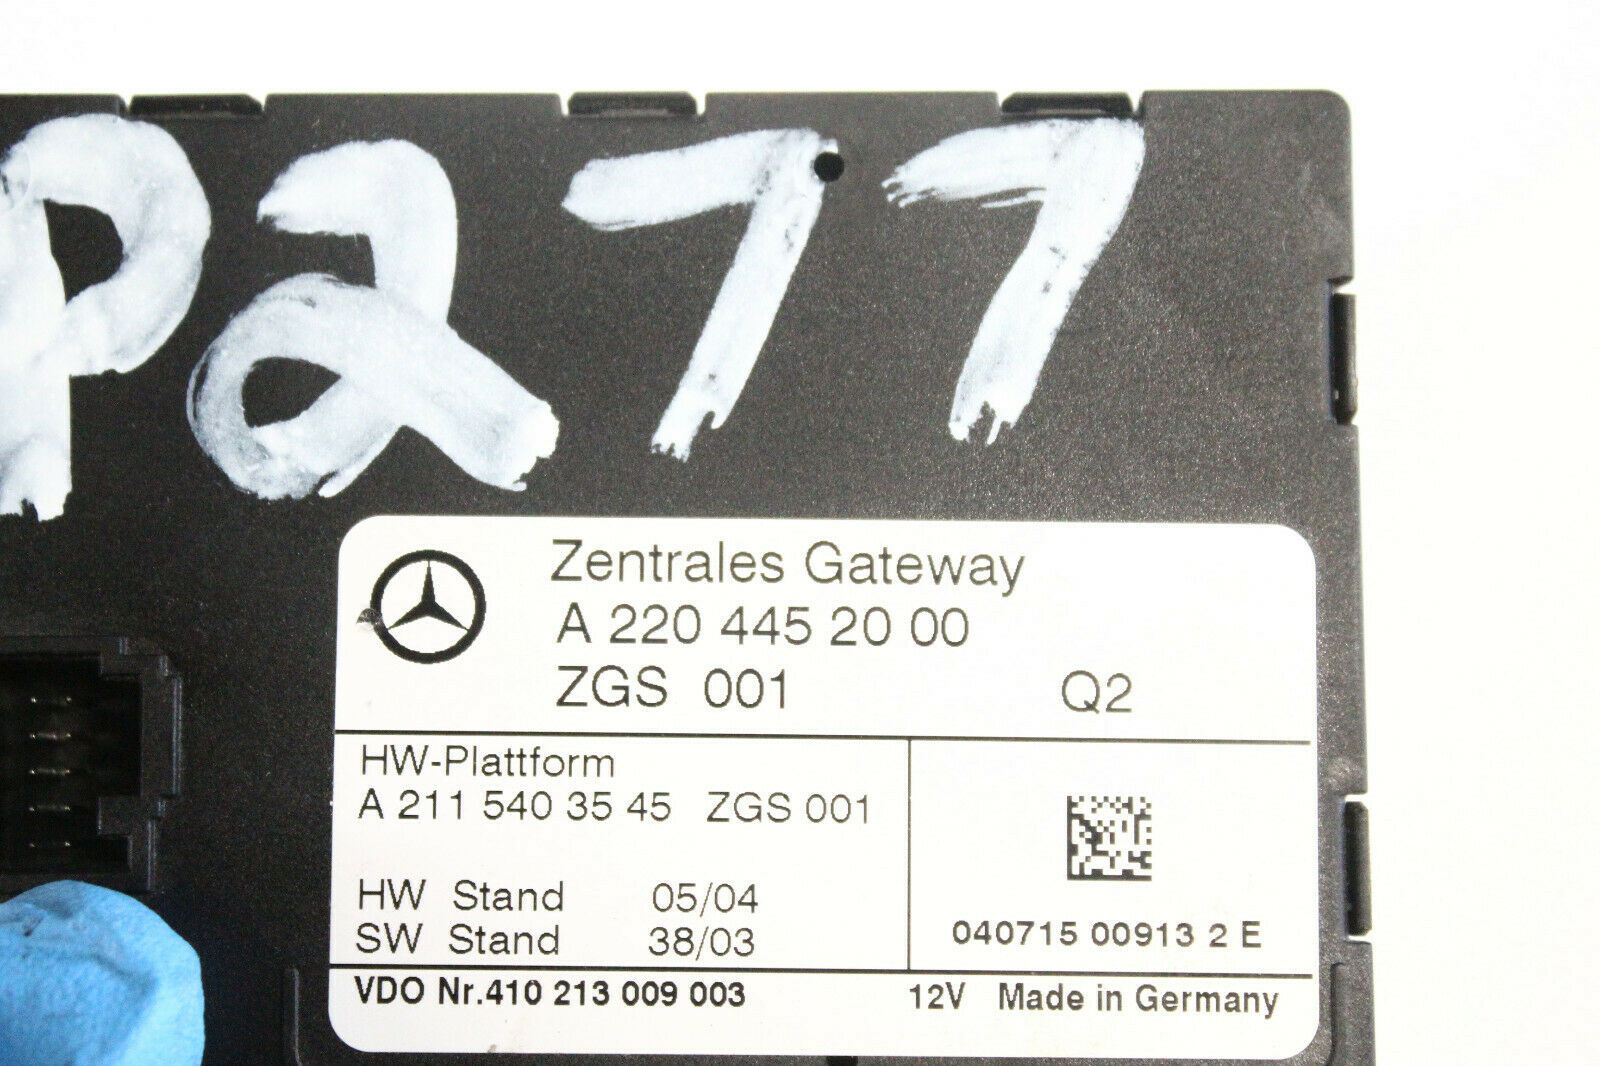 P277
Zentrales Gateway
A 220 445 20 00
ZGS 001 Q2
HW-Plattform
A 211 540 35 45 ZGS 001
HW Stand 05/04
SW Stand 38/03
040715 00913 2 E
VDO Nr.410 213 009 003 12V Made in Germany